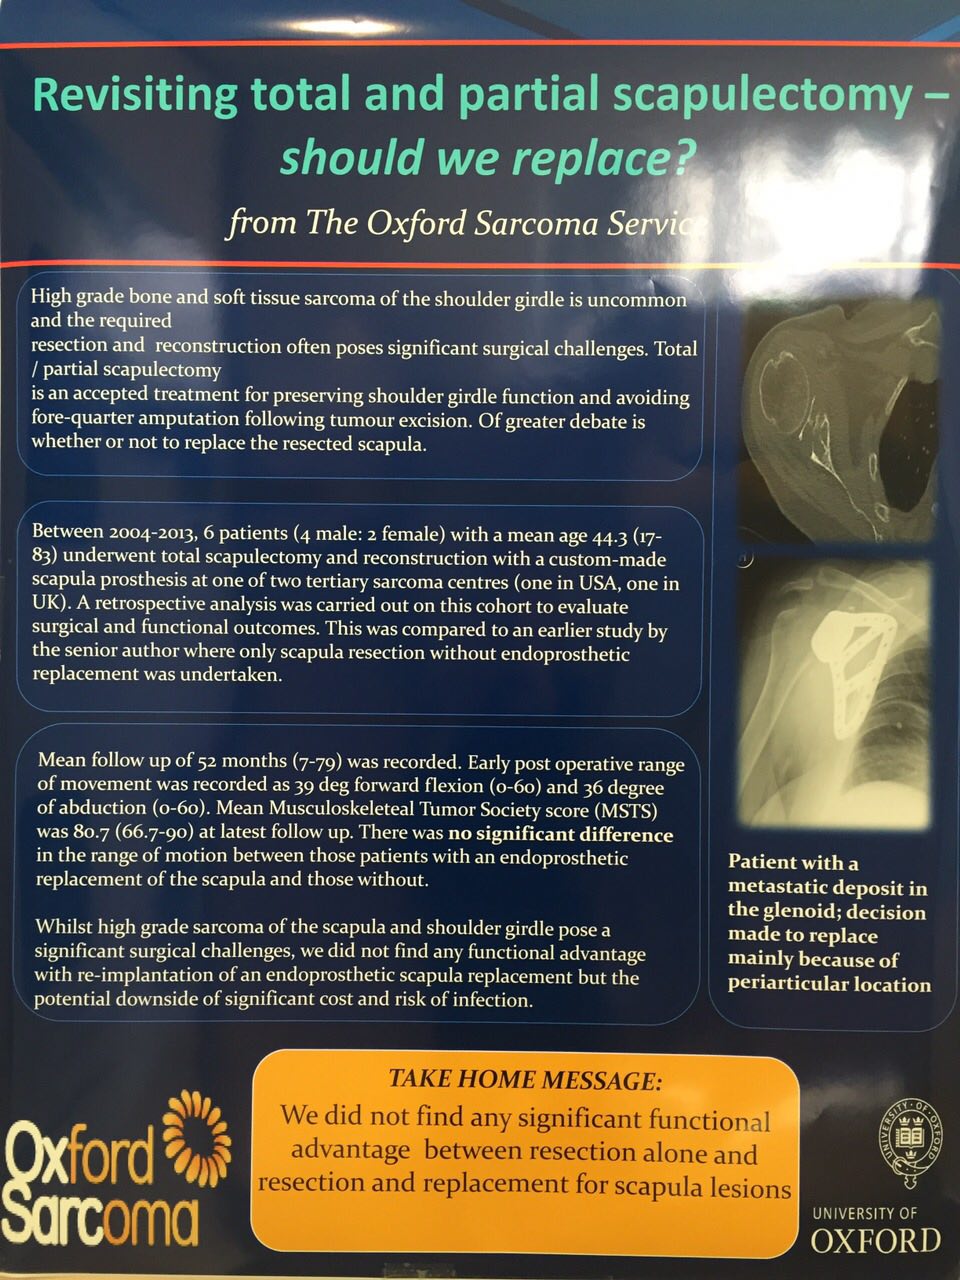 Revisiting total and partial scapulectomy –
should we replace?
from The Oxford Sarcoma Service
High grade bone and soft tissue sarcoma of the shoulder girdle is uncommon
and the required
resection and resconstruction often poses significant surgical challenges. Total
/ partial scapulectomy
is an accepted treatment for preserving shoulder girdle function and avoiding
fore-quarter amputation following tumour excision. Of greater debate is
whether or not to replace the resected scapula.
Between 2004-2013, 6 patients (4 male: 2 female) with a mean age 44.3 (17-
83) underwent total scapulectomy and reconstruction with a custom-made
scapula prosthesis at one of two tertiary sarcoma centres (one in USA, one in
UK). A retrospective analysis was carried out on this cohort to evaluate
surgical and functional outcomes. This was compared to an earlier study by
the senior author where only scapula resection without endoprosthetic
replacement was undertaken.
Mean follow up of 52 months (7-79) was recorded. Early post operative range
of movement was recorded as 39 deg forward flexion (0-60) and 36 degree
of abduction (0-60). Mean Musculoskeleteal Tumor Society score (MSTS)
was 80.7 (66.7-90) at latest follow up. There was no significant difference
in the range of motion between those patients with an endoprosthetic
replacement of the scapula and those without.
Whilst high grade sarcoma of the scapula and shoulder girdle pose a
significant surgical challenges, we did not find any functional advantage
with re-implantation of an endoprosthetic scapula replacement but the
potential downside of significant cost and risk of infection.
Patient with a
metastatic deposit in
the glenoid; decision
made to replace
mainly because of
periarticular location
TAKE HOME MESSAGE:
We did not find any significant functional
advantage between resection alone and
resection and replacement for scapula lesions
Oxford
Sarcoma
UNIVERSITY OF OXFORD
UNIVERSITY OF
OXFORD